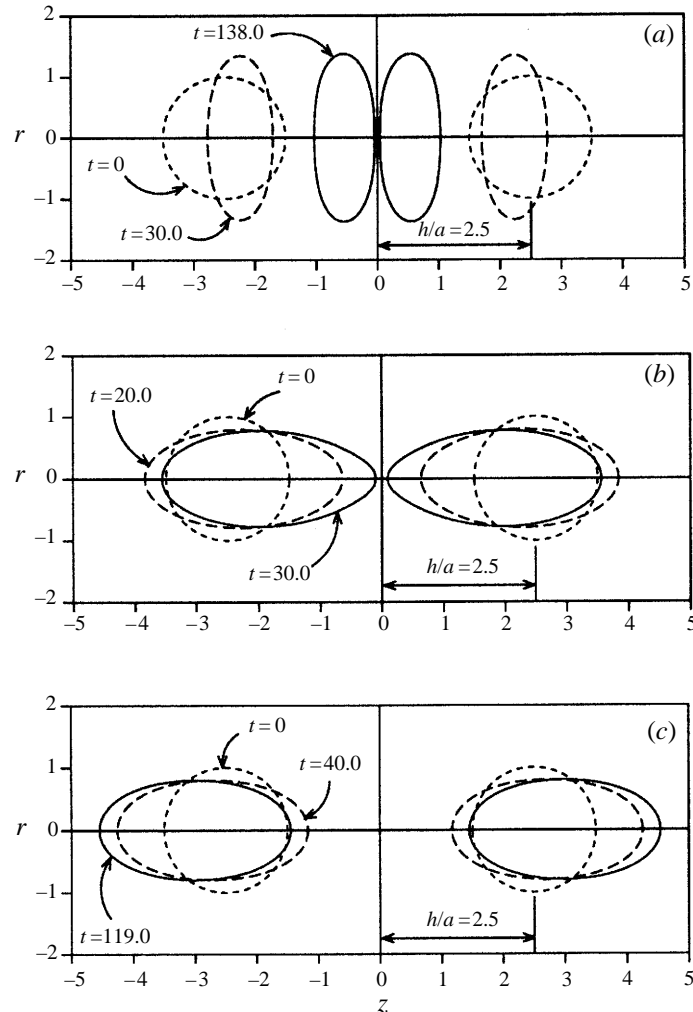 2
t=138.0
(a)
1
r
0
t=0
–1
t=30.0
h/a=2.5
–2
–5 –4 –3 –2 –1 0 1 2 3 4 5
2
(b)
t=0
t=20.0
1
r
0
–1
t=30.0
h/a=2.5
–2
–5 –4 –3 –2 –1 0 1 2 3 4 5
2
(c)
t=0
t=40.0
1
r
0
–1
t=119.0
h/a=2.5
–2
–5 –4 –3 –2 –1 0 1 2 3 4 5
z